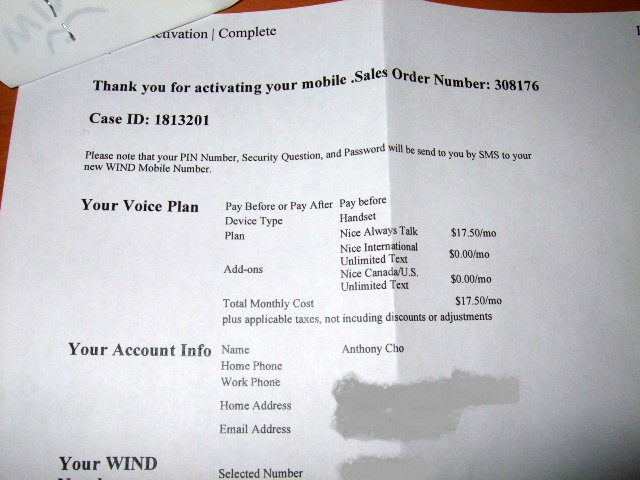 Activation | Complete
Thank you for activating your mobile .Sales Order Number: 308176
Case ID: 1813201
Please note that your PIN Number, Security Question, and Password will be send to you by SMS to your
new WIND Mobile Number.
Your Voice Plan
Pay Before or Pay After Pay before
Device Type Handset
Plan Nice Always Talk $17.50/mo
Add-ons
Nice International
Unlimited Text $0.00/mo
Nice Canada/U.S.
Unlimited Text $0.00/mo
Total Monthly Cost $17.50/mo
plus applicable taxes, not incuding discounts or adjustments
Your Account Info
Name Anthony Cho
Home Phone
Work Phone
Home Address
Email Address
Your WIND
Selected Number